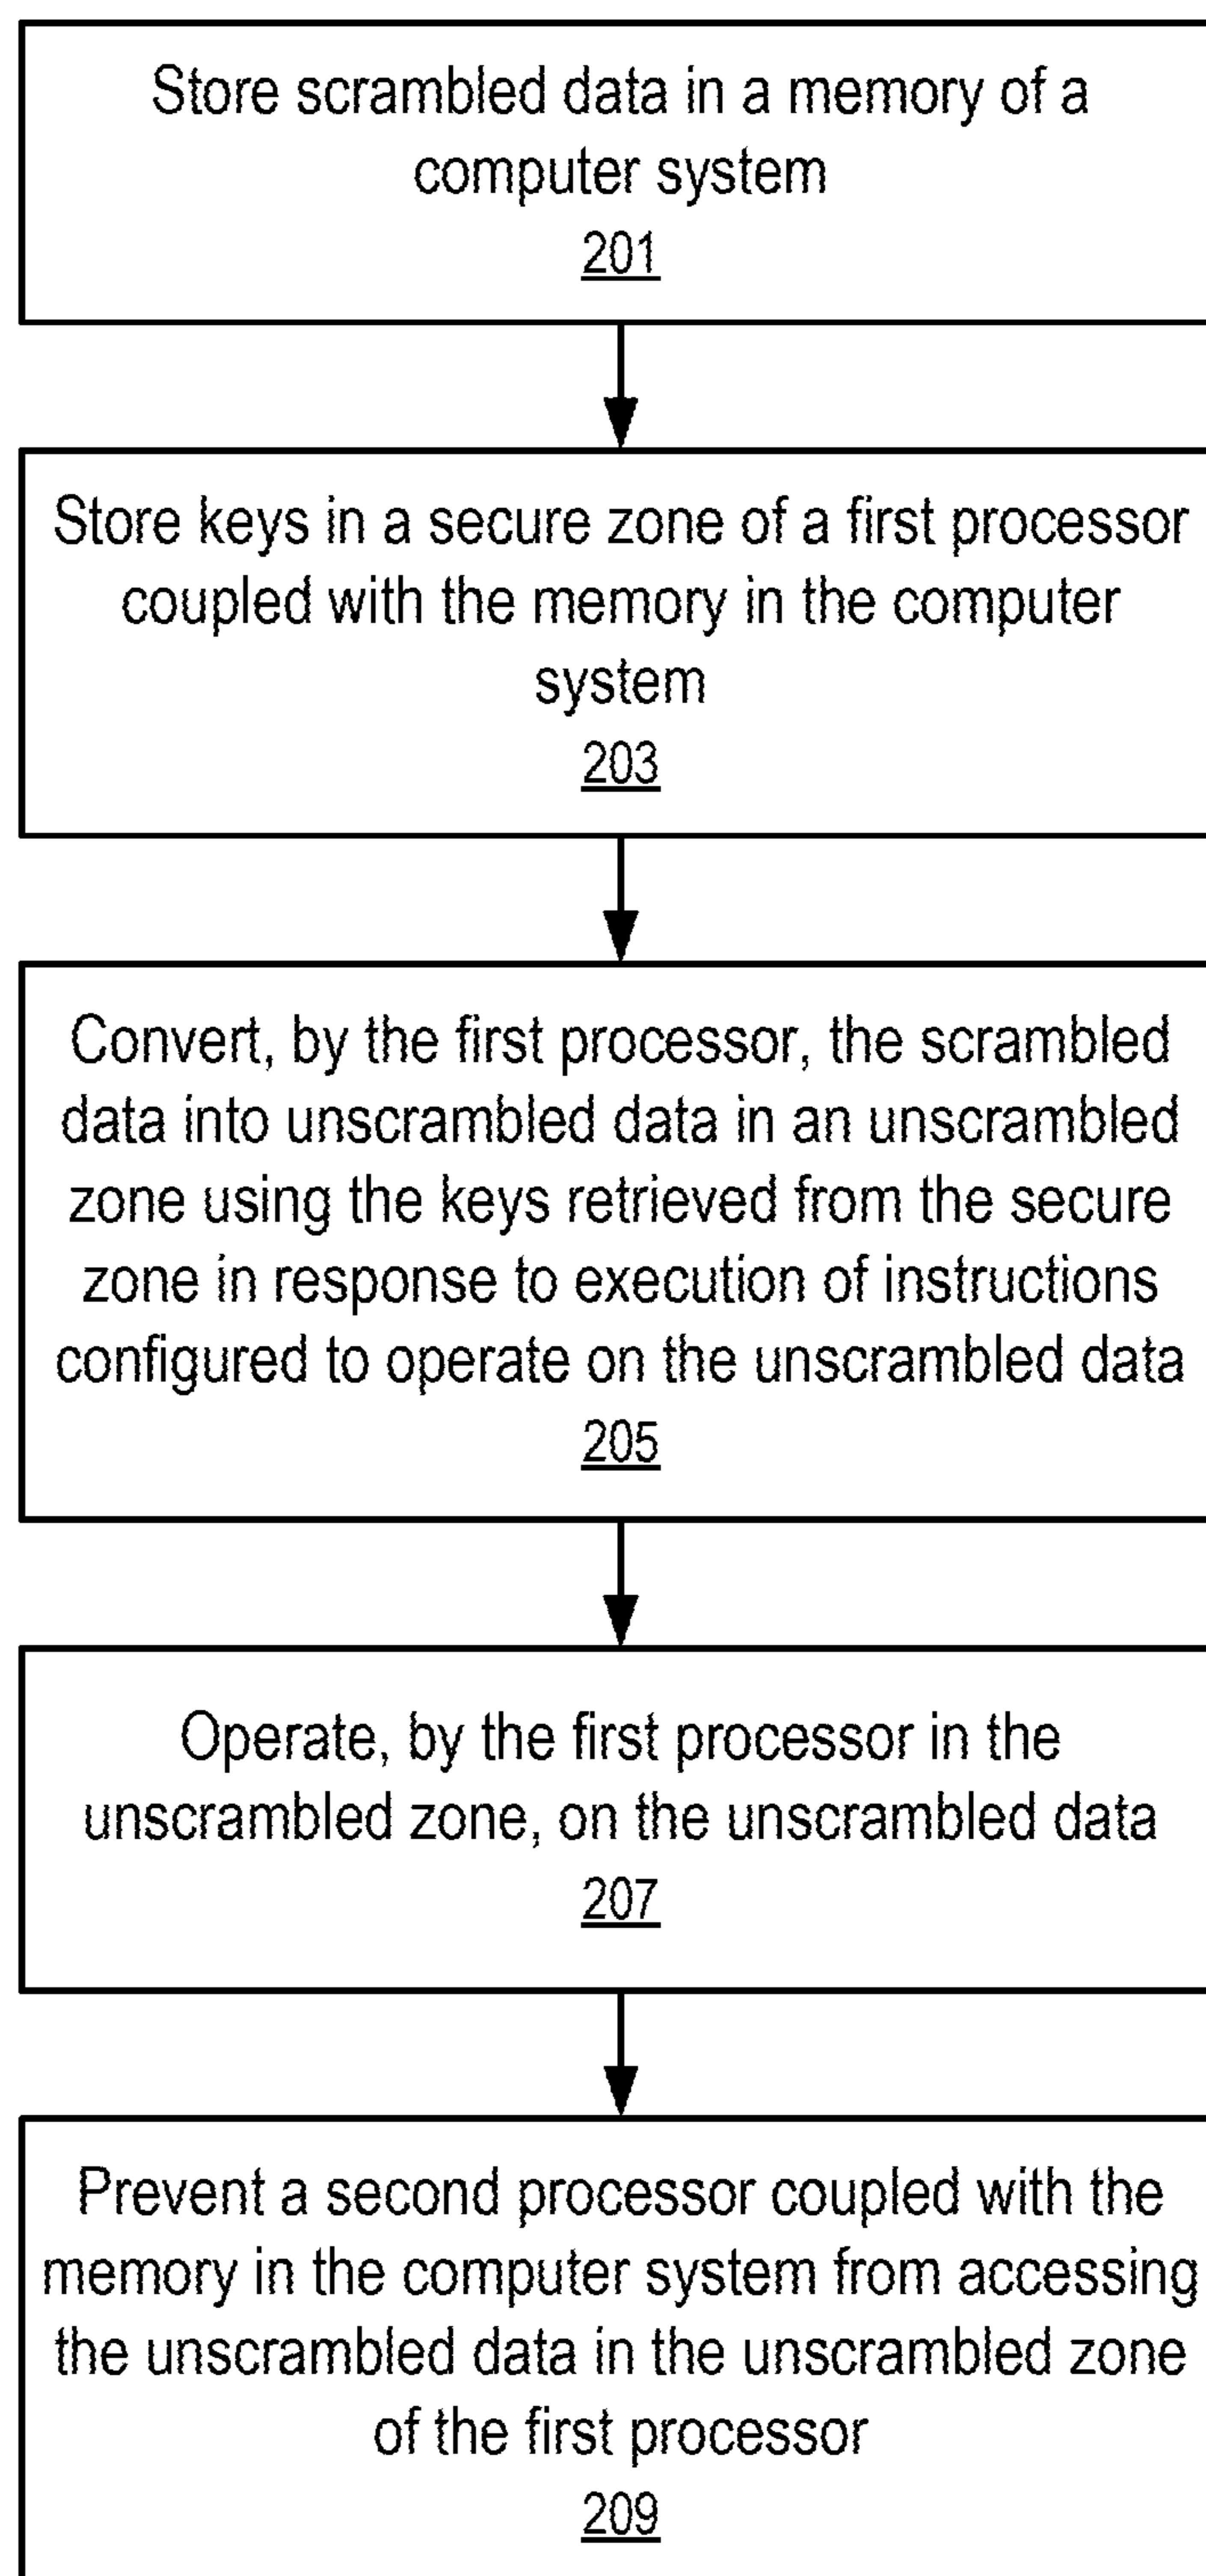 Store scrambled data in a memory of a
computer system
201
Store keys in a secure zone of a first processor
coupled with the memory in the computer
system
203
Convert, by the first processor, the scrambled
data into unscrambled data in an unscrambled
zone using the keys retrieved from the secure
zone in response to execution of instructions
configured to operate on the unscrambled data
205
Operate, by the first processor in the
unscrambled zone, on the unscrambled data
207
Prevent a second processor coupled with the
memory in the computer system from accessing
the unscrambled data in the unscrambled zone
of the first processor
209